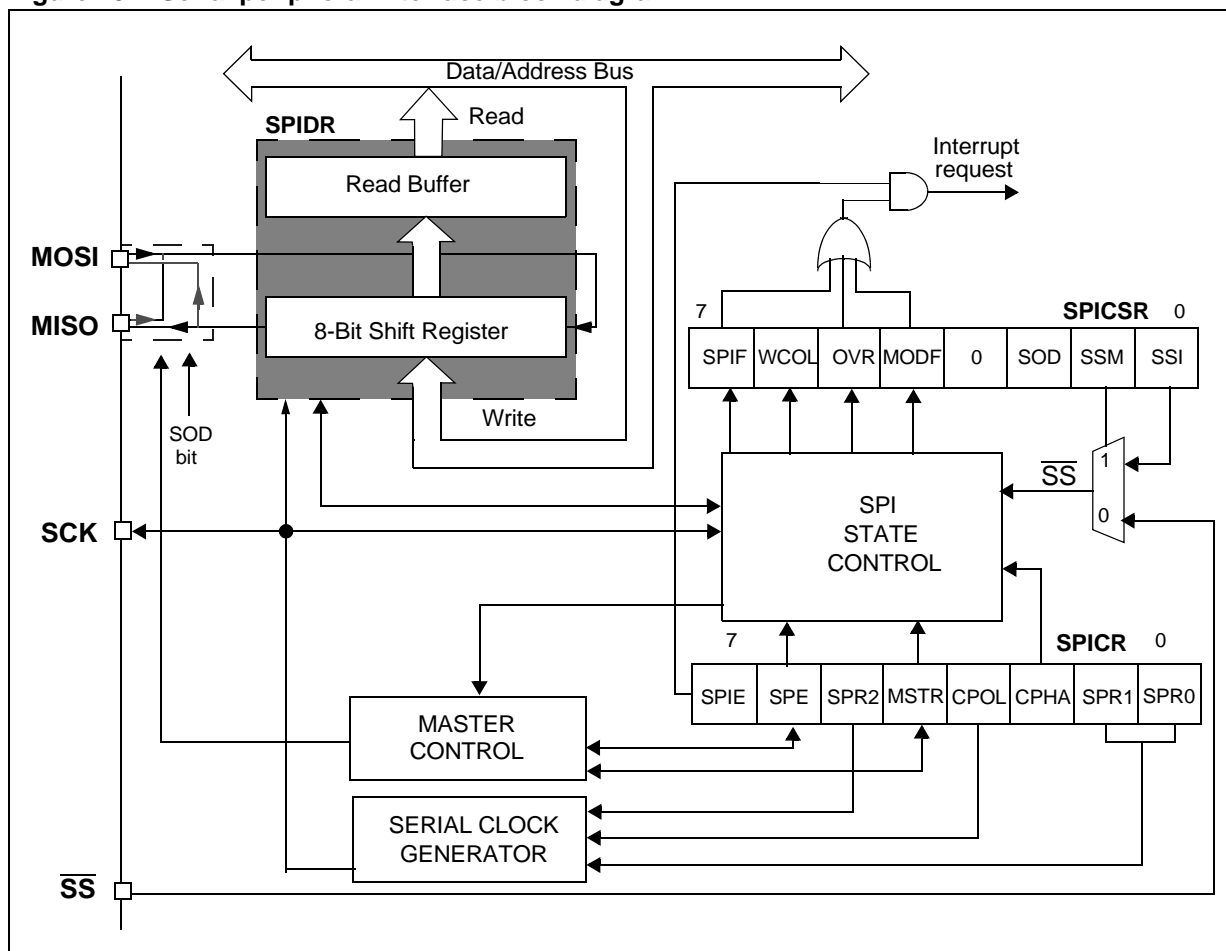 Data/Address Bus
Read
SPIDR
Read Buffer
Interrupt
request
MOSI
MISO
8-Bit Shift Register
Write
SOD
bit
7
SPICSR
0
SPIF
WCOL
OVR
MODF
0
SOD
SSM
SSI
1
0
SS
SCK
SPI
STATE
CONTROL
7
SPICR
0
SPIE
SPE
SPR2
MSTR
CPOL
CPHA
SPR1
SPR0
MASTER
CONTROL
SERIAL CLOCK
GENERATOR
SS